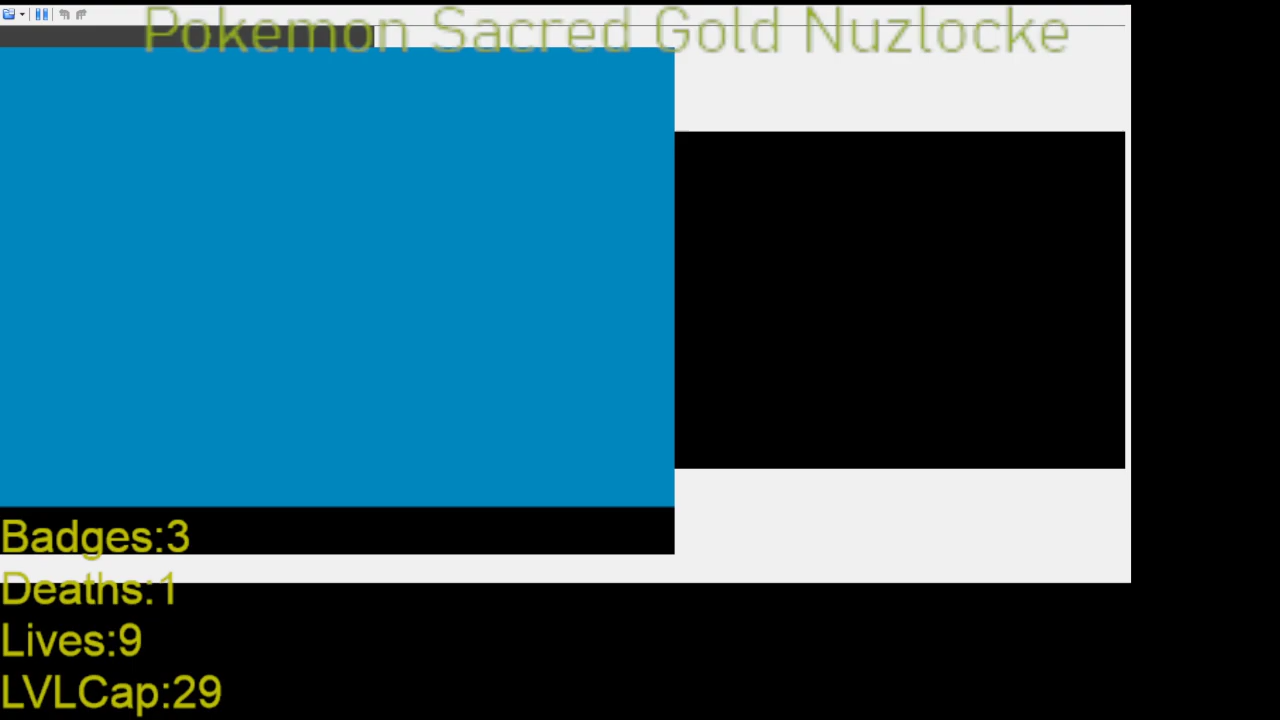 Pokemon Sacred Gold Nuzlocke
Badges:3
Deaths:1
Lives:9
LVLCap:29